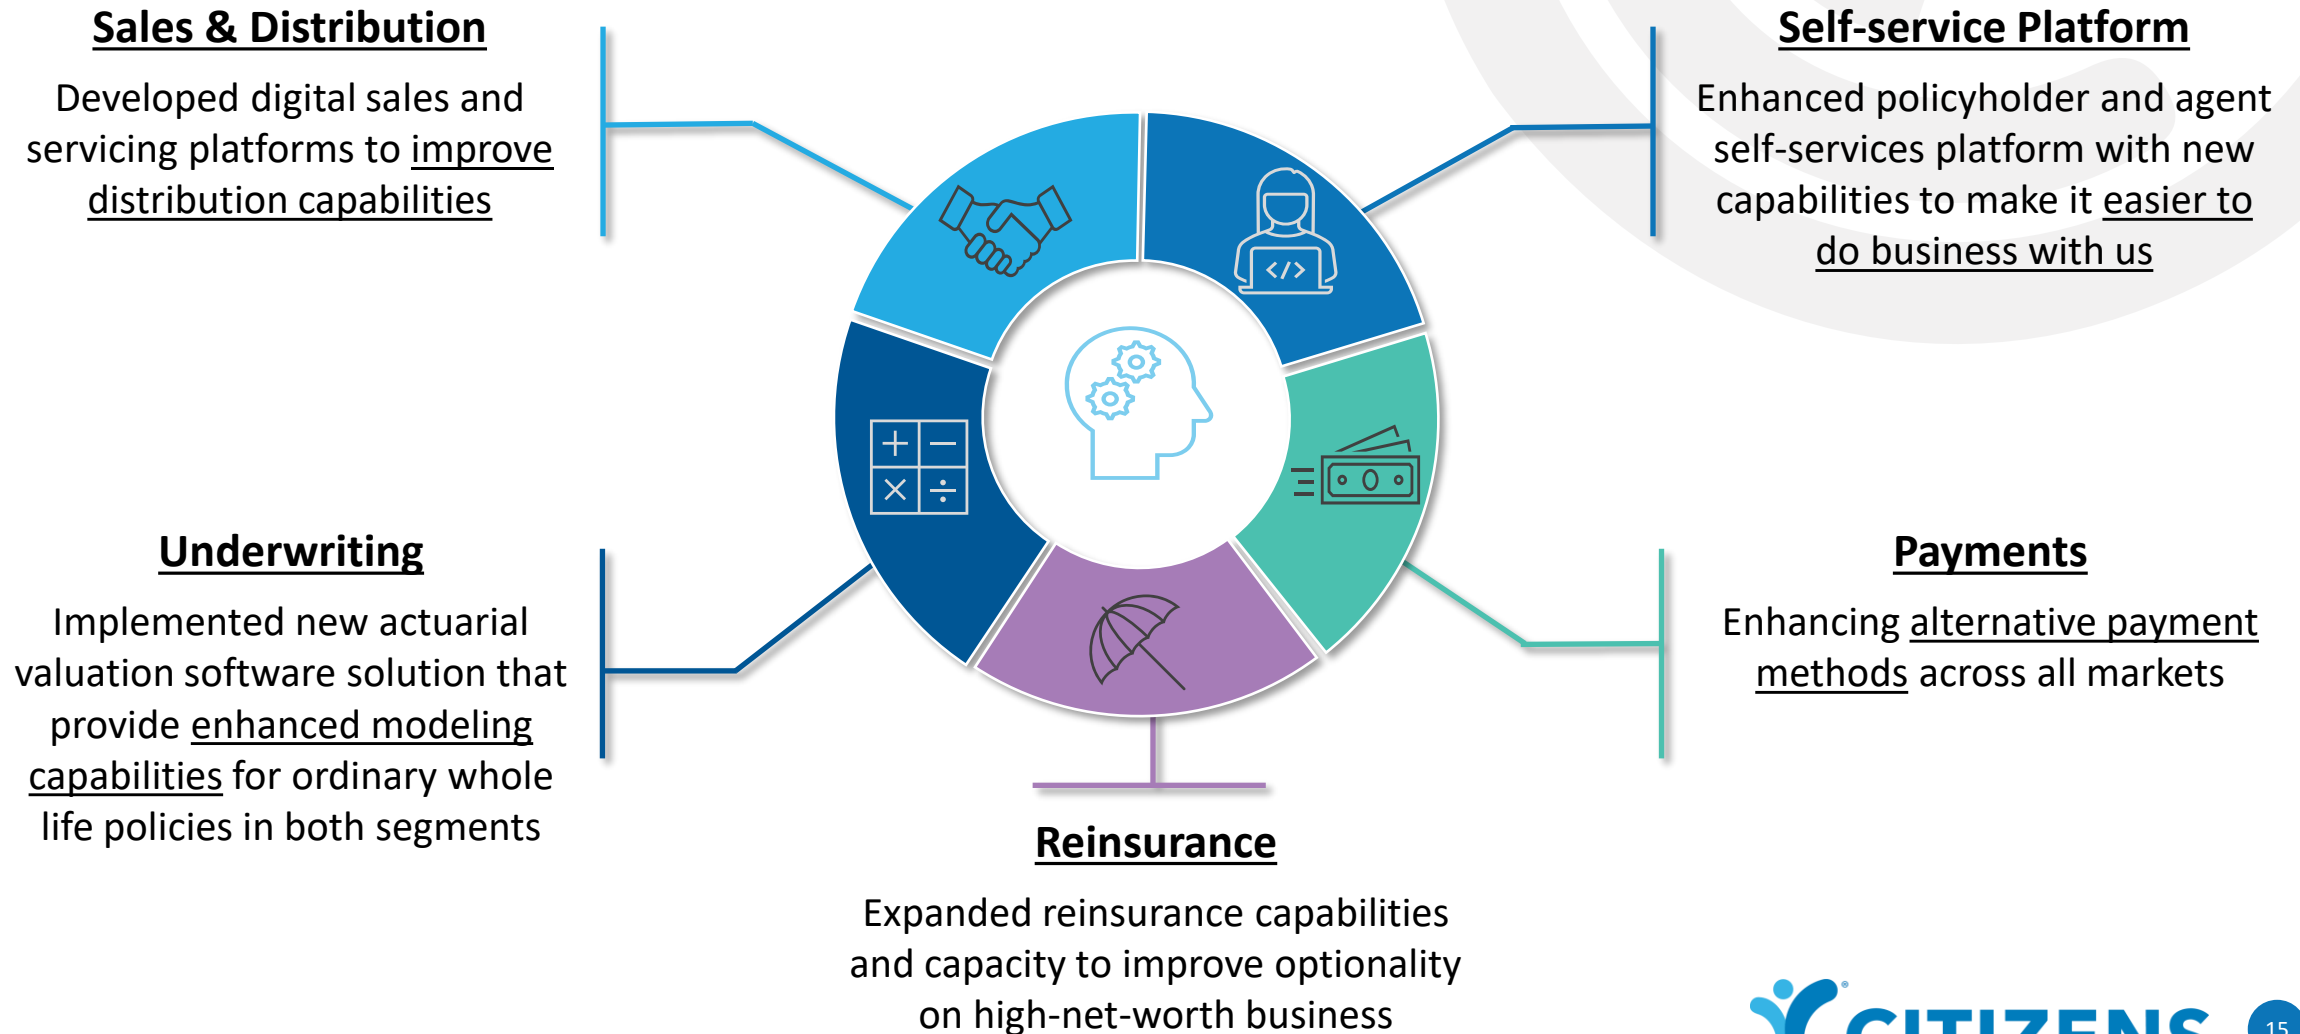 Sales & Distribution
Developed digital sales and
servicing platforms to improve
distribution capabilities
Self-service Platform
Enhanced policyholder and agent
self-services platform with new
capabilities to make it easier to
do business with us
</>
Underwriting
Implemented new actuarial
valuation software solution that
provide enhanced modeling
capabilities for ordinary whole
life policies in both segments
Payments
Enhancing alternative payment
methods across all markets
Reinsurance
Expanded reinsurance capabilities
and capacity to improve optionality
on high-net-worth business
CITIZENS
15